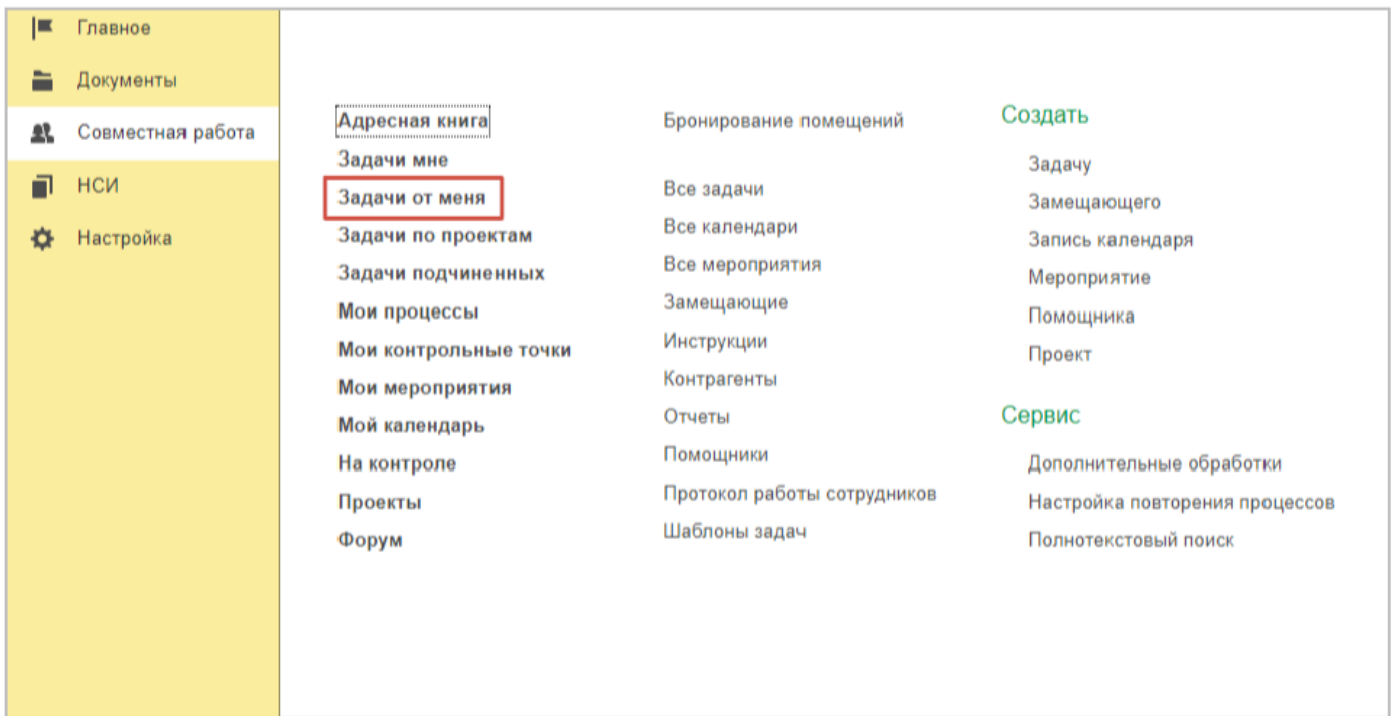 Главное
Документы
Совместная работа
НСИ
Настройка
Адресная книга
Задачи мне
Задачи от меня
Задачи по проектам
Задачи подчиненных
Мои процессы
Мои контрольные точки
Мои мероприятия
Мой календарь
На контроле
Проекты
Форум
Бронирование помещений
Все задачи
Все календари
Все мероприятия
Замещающие
Инструкции
Контрагенты
Отчеты
Помощники
Протокол работы сотрудников
Шаблоны задач
Создать
Задачу
Замещающего
Запись календаря
Мероприятие
Помощника
Проект
Сервис
Дополнительные обработки
Настройка повторения процессов
Полнотекстовый поиск